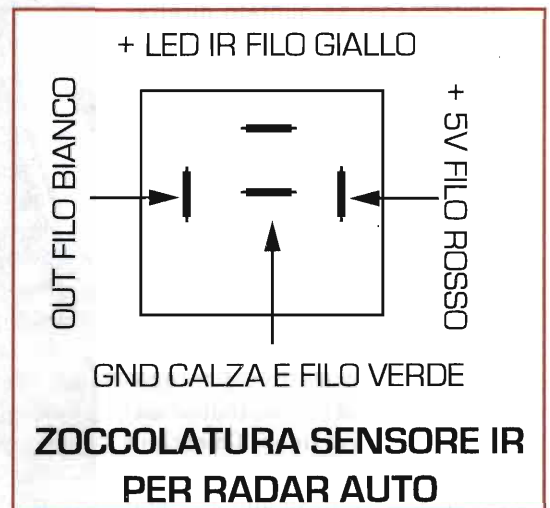 + LED IR FILO GIALLO
OUT FILO BIANCO
+ 5V FILO ROSSO
GND CALZA E FILO VERDE
ZOCCOLATURA SENSORE IR
PER RADAR AUTO